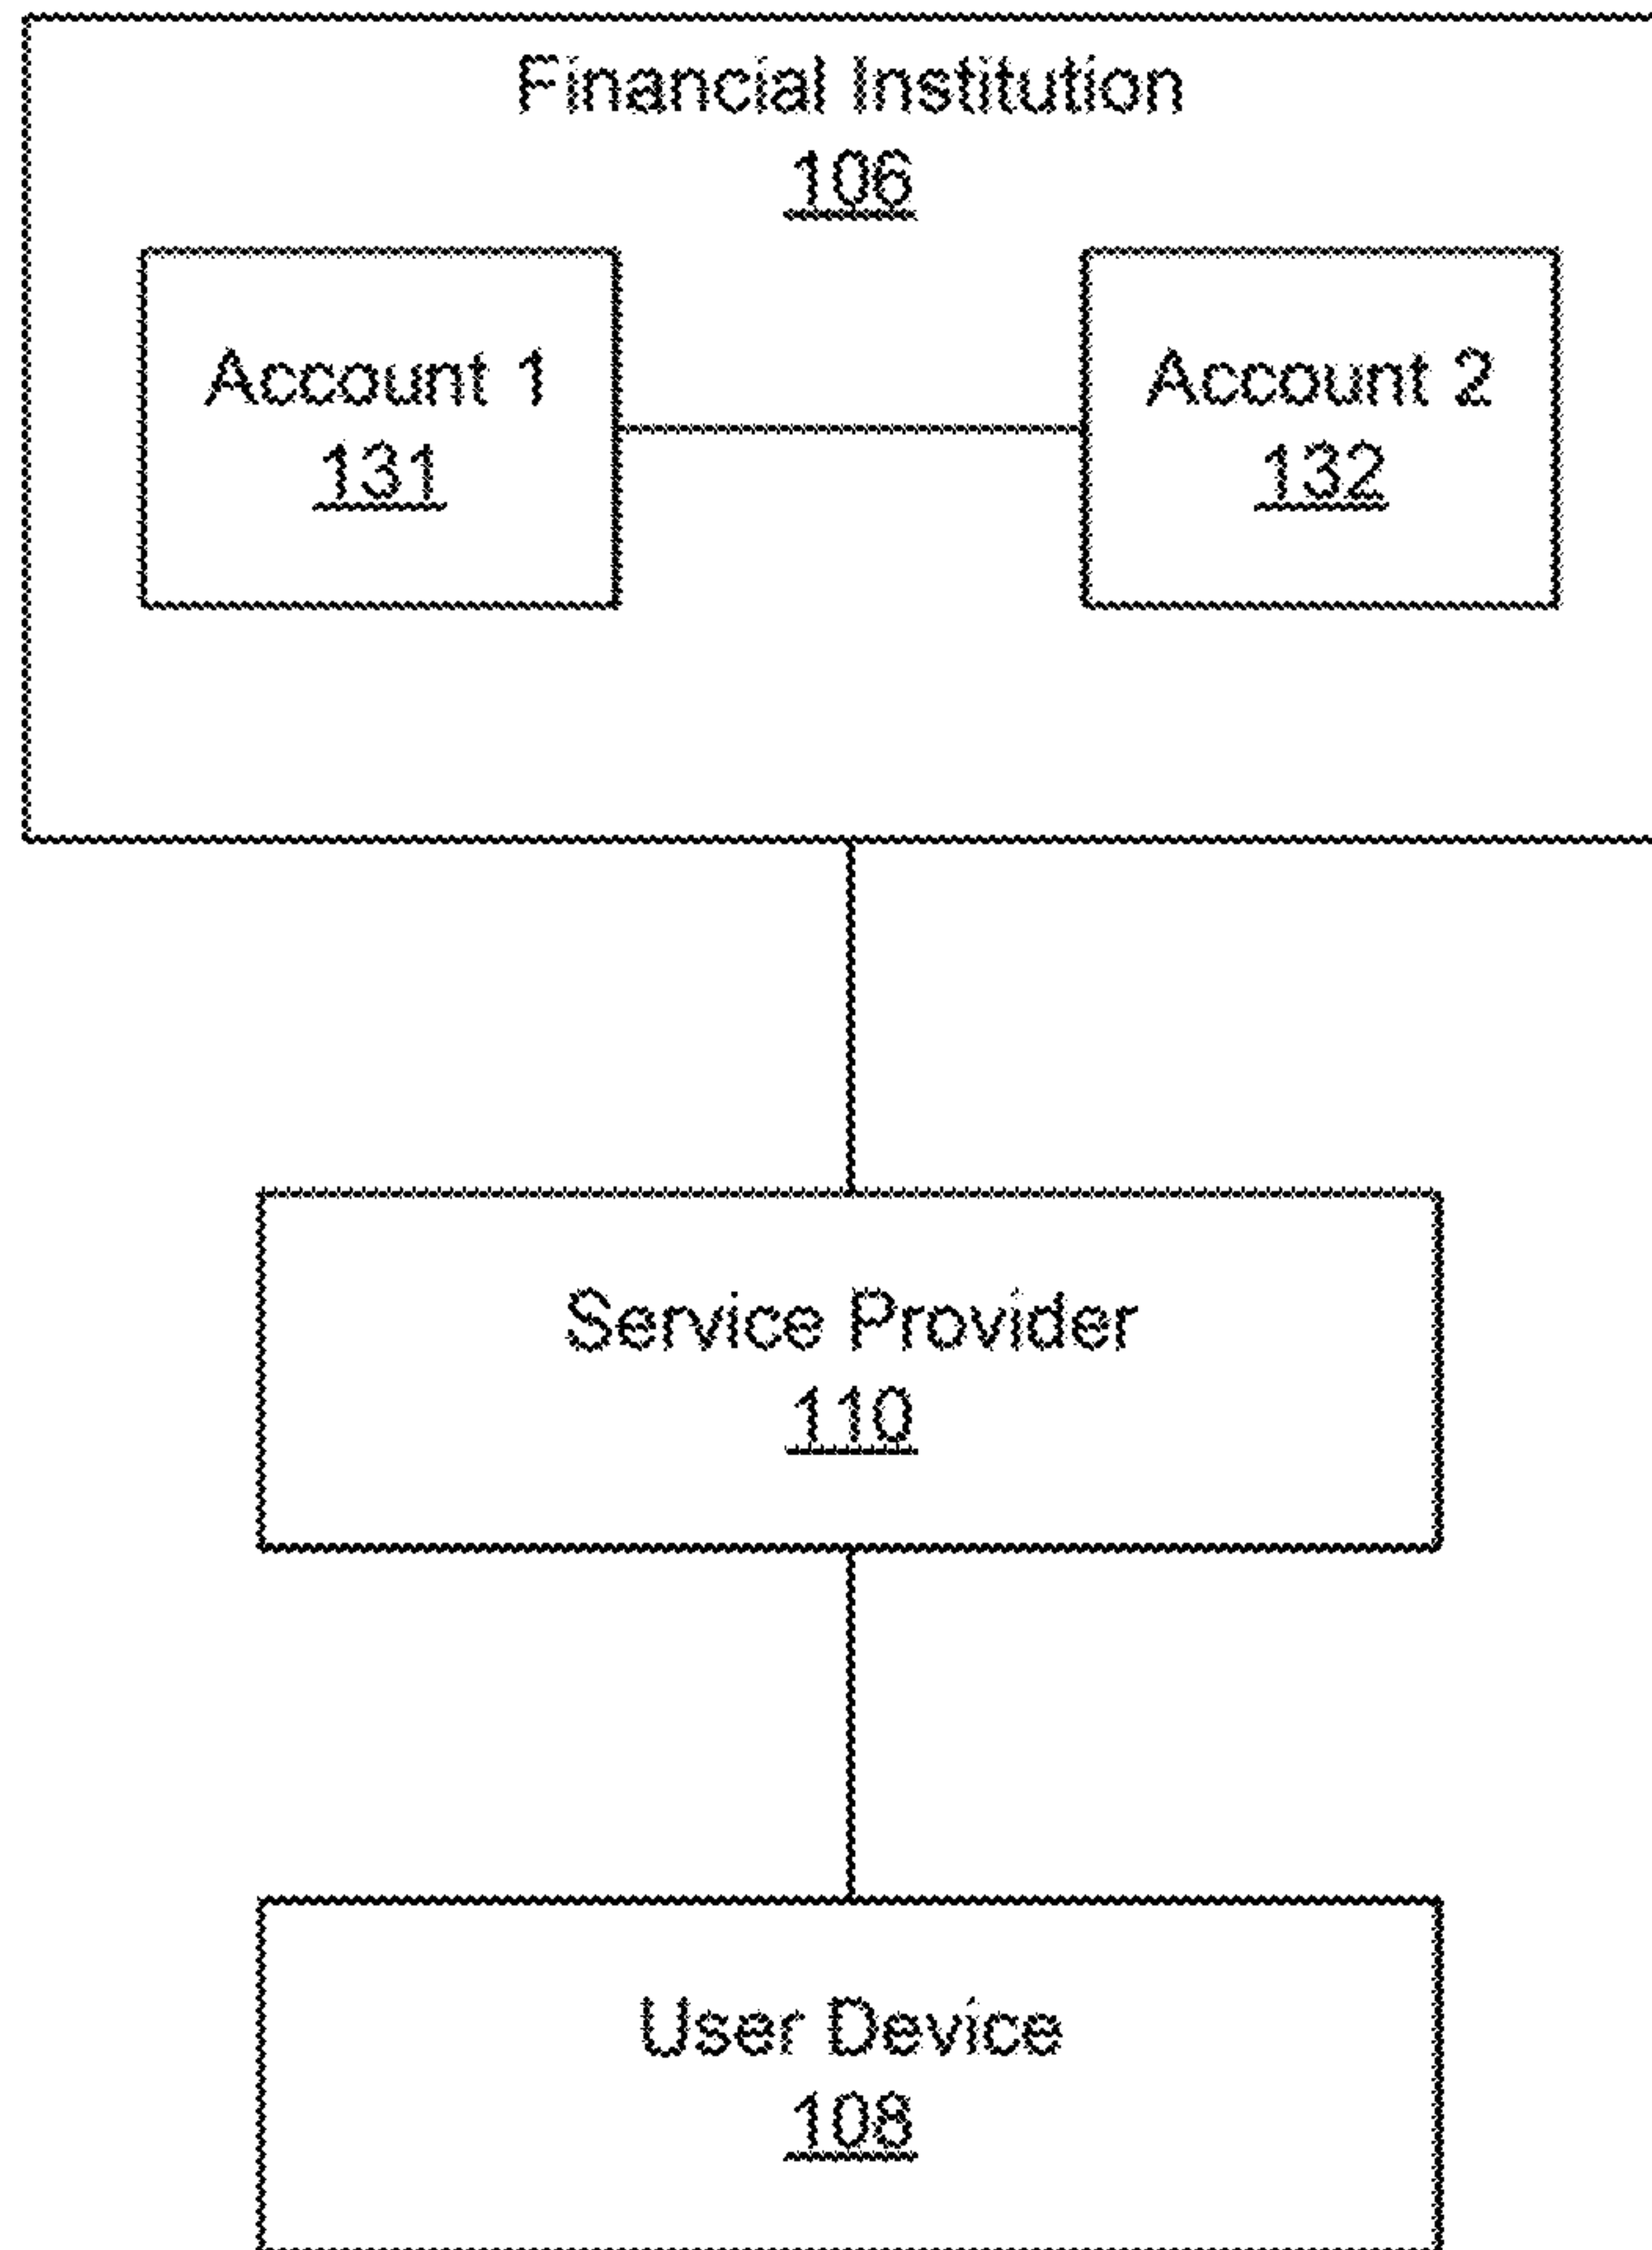 Financial Institution
106
Account 1
131
Account 2
132
Service Provider
110
User Device
108